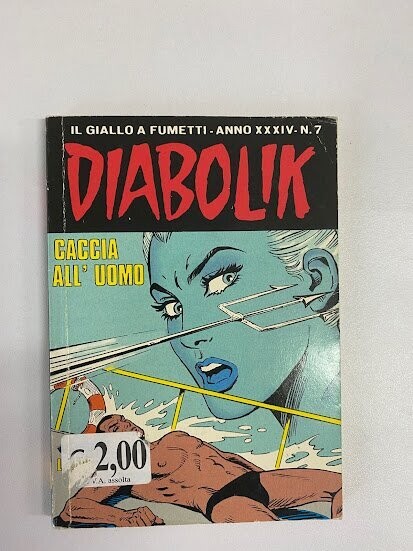 IL GIALLO A FUMETTI - ANNO XXXIV - N. 7
DIABOLIK
CACCIA
ALL' UOMO
2,00
V.A. assolta